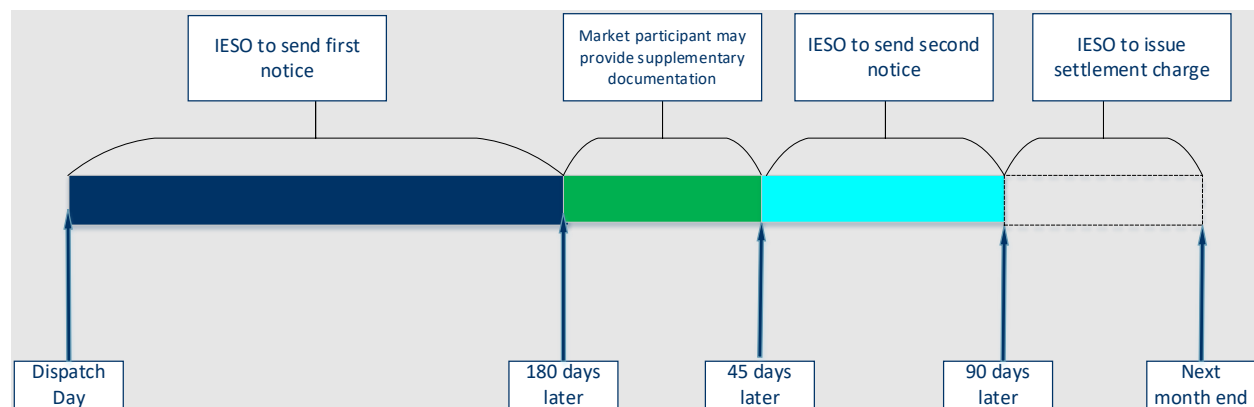 IESO to send first
notice
Market participant may
provide supplementary
documentation
IESO to send second
notice
IESO to issue
settlement charge
Dispatch
Day
180 days
later
45 days
later
90 days
later
Next
month end